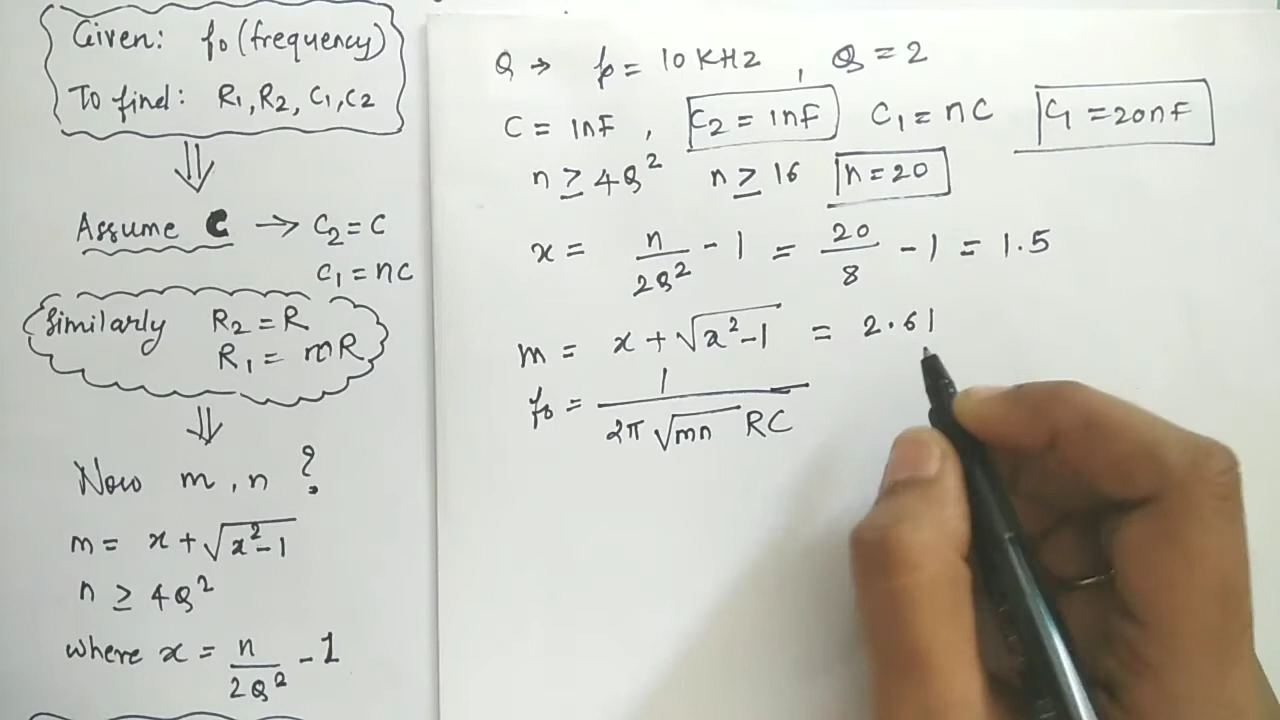 Given: f0 (frequency)
To find: R1, R2, C1, C2
⇓
Assume C → C2 = C
C1 = nC
Similarly R2 = R
R1 = mR
⇓
Now m, n ?
m = x + √(x² - 1)
n ≥ 4Q²
where x = n/2Q² - 1
Q → f0 = 10 KHZ , Q = 2
C = 1nF , C2 = 1nF C1 = nC C1 = 20nF
n ≥ 4Q² n ≥ 16 n = 20
x = n/2Q² - 1 = 20/8 - 1 = 1.5
m = x + √(x² - 1) = 2.61
f0 = 1/2π √mn RC